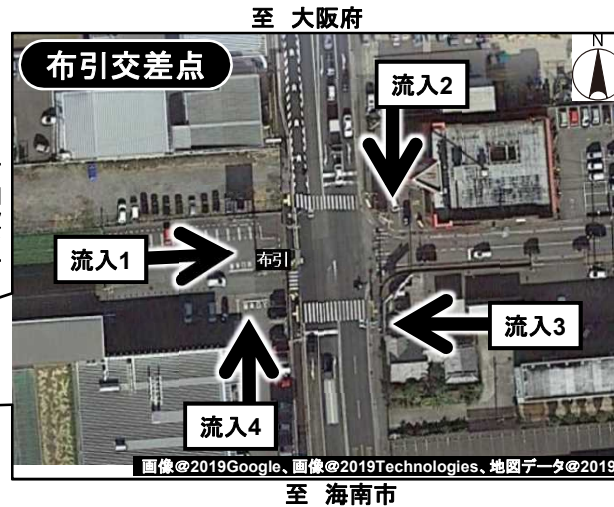 至 大阪府
布引交差点
N
流入2
流入1
布引
流入3
流入4
画像@2019Google、画像@2019Technologies、地図データ@2019
至 海南市